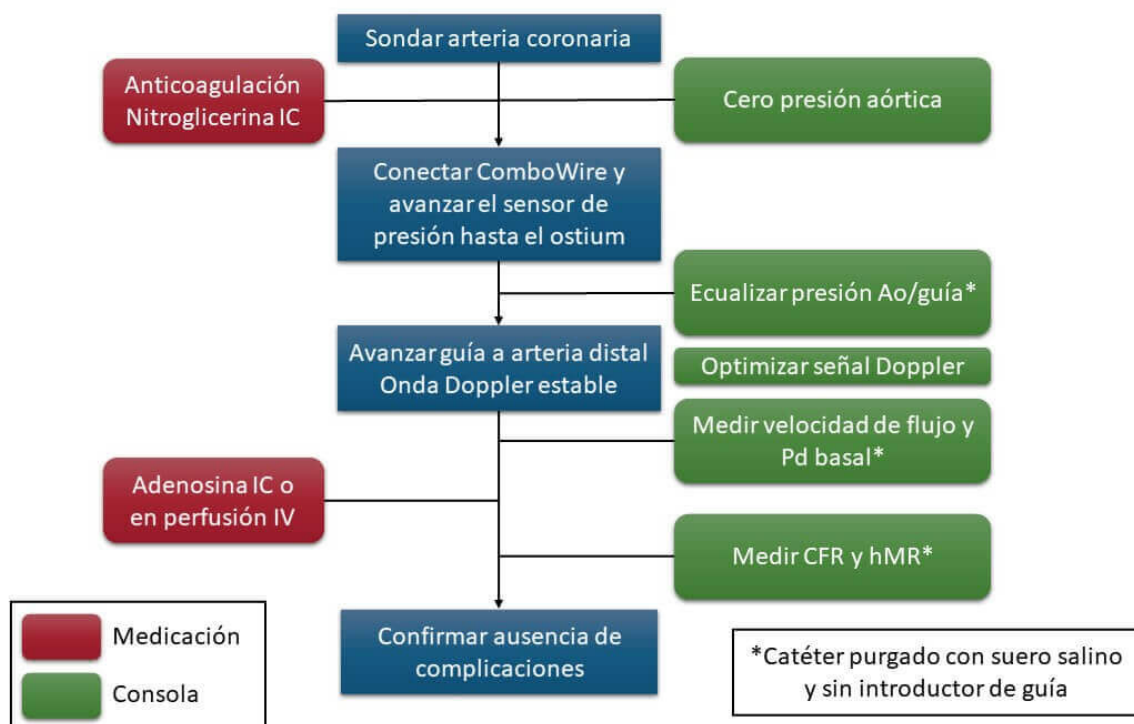 Sondar arteria coronaria
Anticoagulación
Nitroglicerina IC
Cero presión aórtica
Conectar ComboWire y
avanzar el sensor de
presión hasta el ostium
Ecualizar presión Ao/guía*
Avanzar guía a arteria distal
Onda Doppler estable
Optimizar señal Doppler
Medir velocidad de flujo y
Pd basal*
Adenosina IC o
en perfusión IV
Medir CFR y hMR*
Confirmar ausencia de
complicaciones
Medicación
Consola
*Catéter purgado con suero salino
y sin introductor de guía